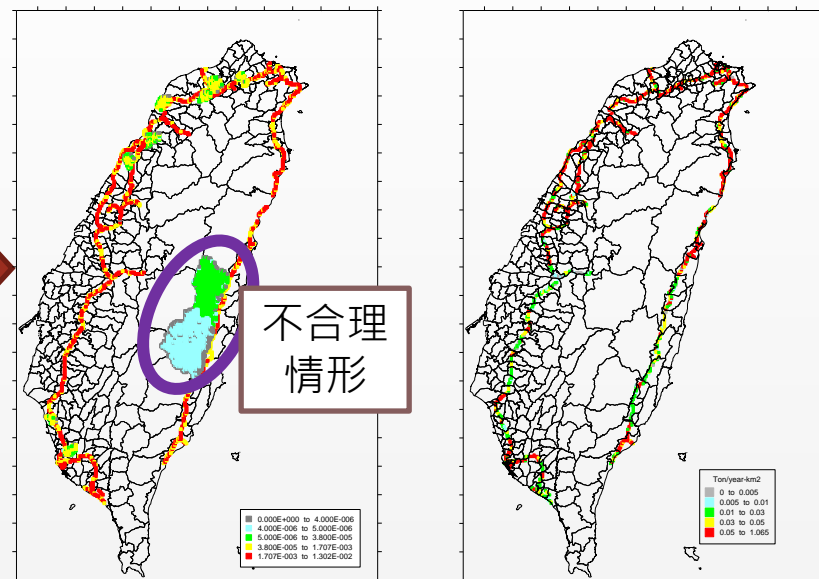 不合理
情形
0.000E+000 to 4.000E-006
4.000E-006 to 5.000E-006
5.000E-006 to 3.800E-005
3.800E-005 to 1.707E-003
1.707E-003 to 1.302E-002
Ton/year-km2
0 to 0.005
0.005 to 0.01
0.01 to 0.03
0.03 to 0.05
0.05 to 1.065